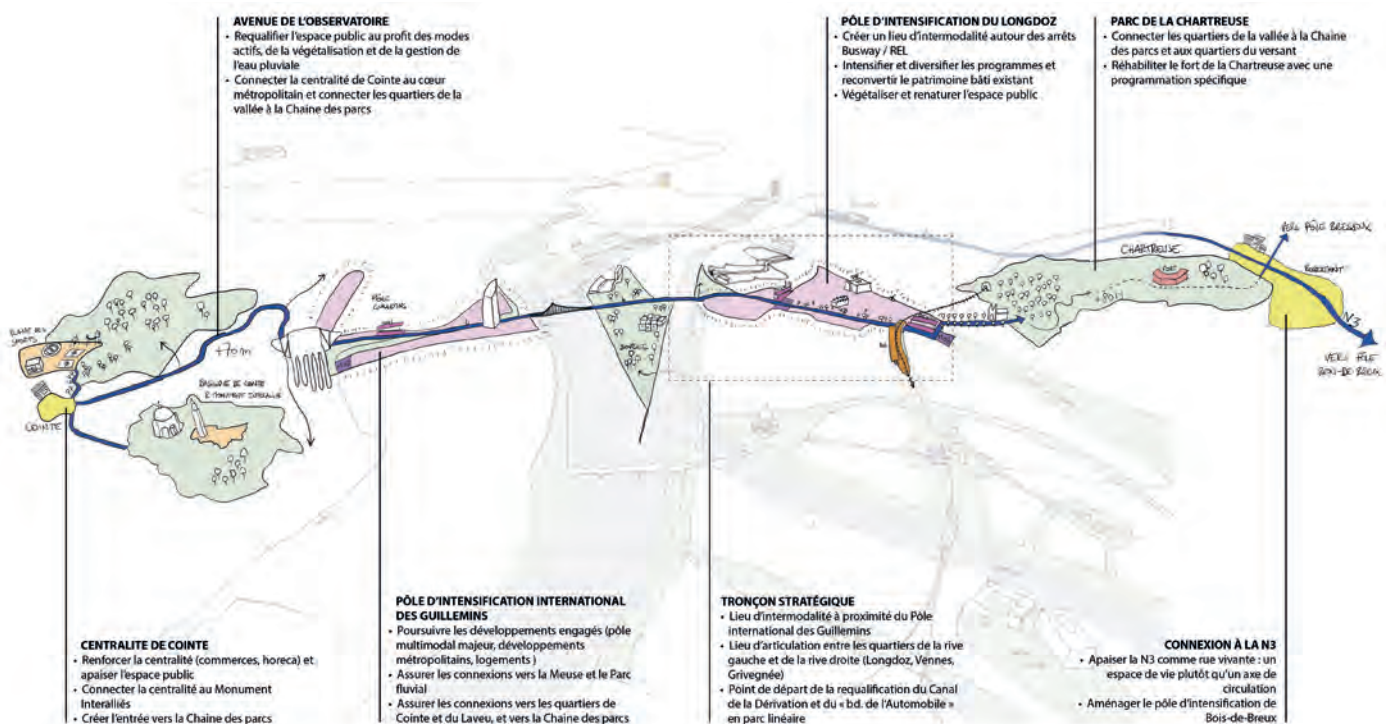 AVENUE DE L'OBSERVATOIRE
• Requalifier l'espace public au profit des modes
actifs, de la végétalisation et de la gestion de
l'eau pluviale
• Connecter la centralité de Cointe au cœur
métropolitain et connecter les quartiers de la
vallée à la Chaine des parcs
PÔLE D'INTENSIFICATION DU LONGDOZ
• Créer un lieu d'intermodalité autour des arrêts
Busway / REL
• Intensifier et diversifier les programmes et
reconvertir le patrimoine bâti existant
• Végétaliser et renaturer l'espace public
PARC DE LA CHARTREUSE
• Connecter les quartiers de la vallée à la Chaine
des parcs et aux quartiers du versant
• Réhabiliter le fort de la Chartreuse avec une
programmation spécifique
CHARTREUSE
FORT
N3
VERS PÔLE
+70m
COINTE
CENTRALITE DE COINTE
• Renforcer la centralité (commerces, horeca) et
apaiser l'espace public
• Connecter la centralité au Monument
Interalliés
• Créer l'entrée vers la Chaine des parcs
PÔLE D'INTENSIFICATION INTERNATIONAL
DES GUILLEMINS
• Poursuivre les développements engagés (pôle
multimodal majeur, développements
métropolitains, logements )
• Assurer les connexions vers la Meuse et le Parc
fluvial
• Assurer les connexions vers les quartiers de
Cointe et du Laveu, et vers la Chaine des parcs
TRONÇON STRATÉGIQUE
• Lieu d'intermodalité à proximité du Pôle
international des Guillemins
• Lieu d'articulation entre les quartiers de la rive
gauche et de la rive droite (Longdoz, Vennes,
Grivegnée)
• Point de départ de la requalification du Canal
de la Dérivation et du « bd. de l'Automobile »
en parc linéaire
CONNEXION À LA N3
• Apaiser la N3 comme rue vivante : un
espace de vie plutôt qu'un axe de
circulation
• Aménager le pôle d'intensification de
Bois-de-Breux